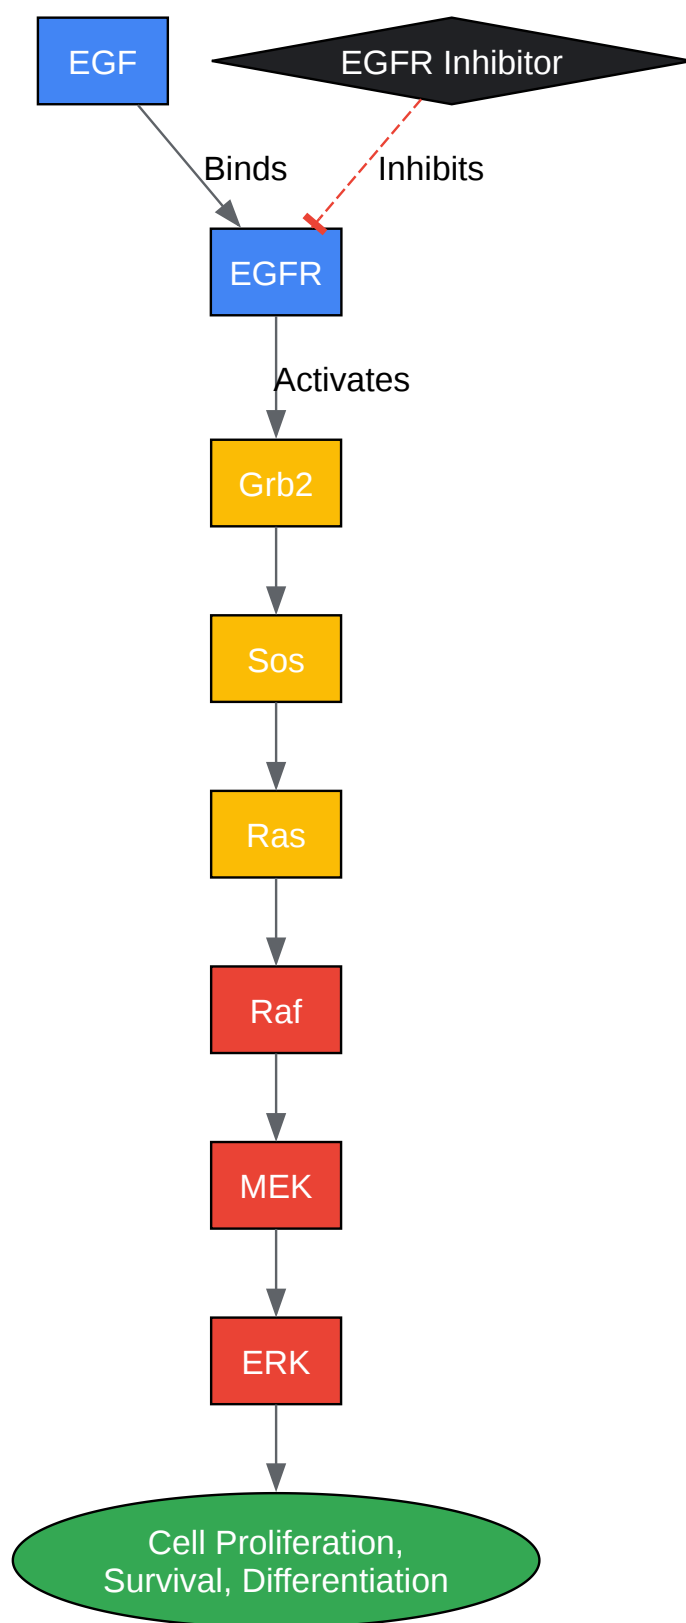 EGF
EGFR Inhibitor
Binds
Inhibits
EGFR
Activates
Grb2
Sos
Ras
Raf
MEK
ERK
Cell Proliferation,
Survival, Differentiation